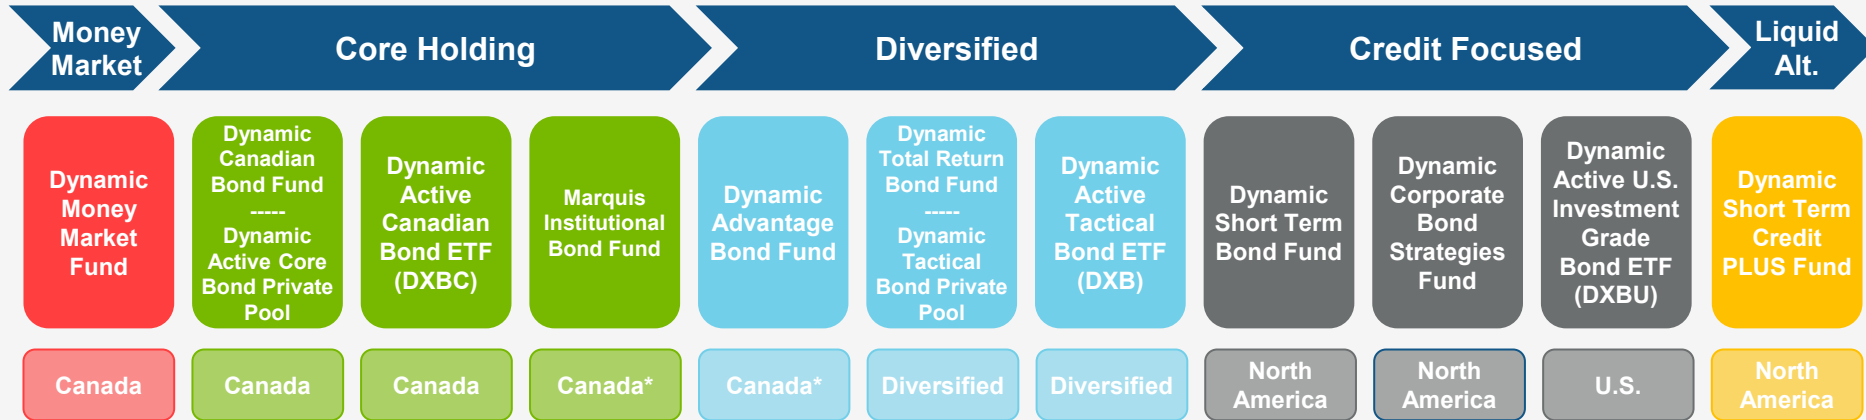 Money
Market
Core Holding
Diversified
Credit Focused
Liquid
Alt.
Dynamic
Money
Market
Fund
Dynamic
Canadian
Bond Fund
-----
Dynamic
Active Core
Bond Private
Pool
Dynamic
Active
Canadian
Bond ETF
(DXBC)
Marquis
Institutional
Bond Fund
Dynamic
Advantage
Bond Fund
Dynamic
Total Return
Bond Fund
-----
Dynamic
Tactical
Bond Private
Pool
Dynamic
Active
Tactical
Bond ETF
(DXB)
Dynamic
Short Term
Bond Fund
Dynamic
Corporate
Bond
Strategies
Fund
Dynamic
Active U.S.
Investment
Grade
Bond ETF
(DXBU)
Dynamic
Short Term
Credit
PLUS Fund
Canada
Canada
Canada
Canada*
Canada*
Diversified
Diversified
North
America
North
America
U.S.
North
America